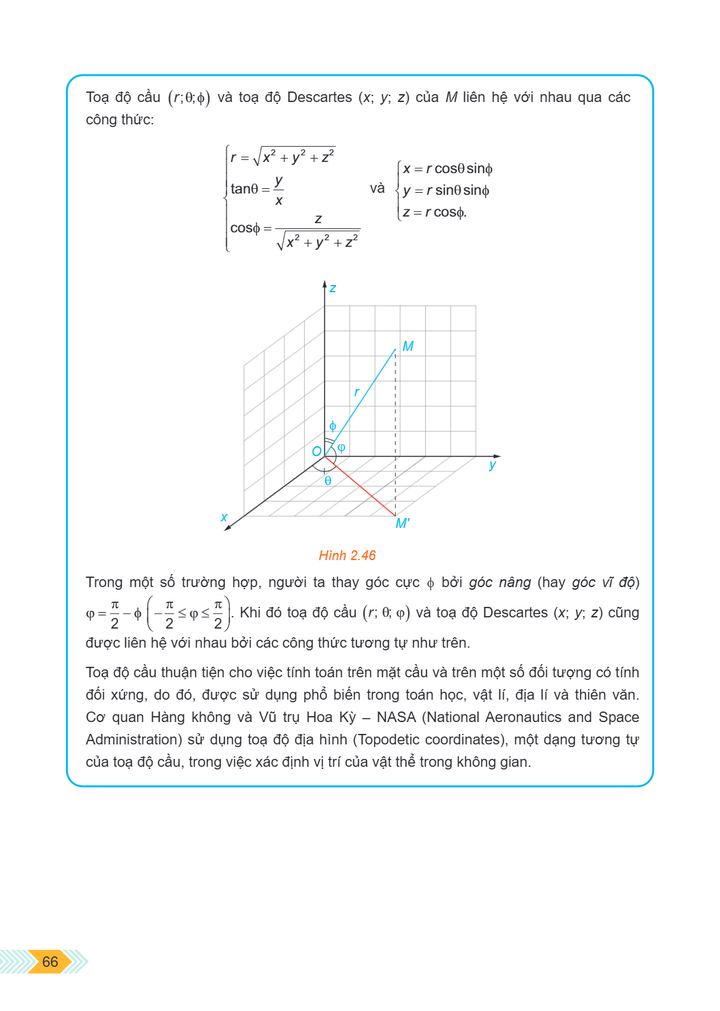 Toạ độ cầu (r; θ; ϕ) và toạ độ Descartes (x; y; z) của M liên hệ với nhau qua các
công thức:
r = √(x² + y² + z²)
tanθ = y/x
cosϕ = z/√(x² + y² + z²)
và
x = r cosθ sinϕ
y = r sinθ sinϕ
z = r cosϕ.
z
M
r
ϕ
O
φ
y
θ
x
M'
Hình 2.46
Trong một số trường hợp, người ta thay góc cực ϕ bởi góc nâng (hay góc vĩ độ)
φ = π/2 − ϕ (−π/2 ≤ φ ≤ π/2). Khi đó toạ độ cầu (r; θ; φ) và toạ độ Descartes (x; y; z) cũng
được liên hệ với nhau bởi các công thức tương tự như trên.
Toạ độ cầu thuận tiện cho việc tính toán trên mặt cầu và trên một số đối tượng có tính
đối xứng, do đó, được sử dụng phổ biến trong toán học, vật lí, địa lí và thiên văn.
Cơ quan Hàng không và Vũ trụ Hoa Kỳ – NASA (National Aeronautics and Space
Administration) sử dụng toạ độ địa hình (Topodetic coordinates), một dạng tương tự
của toạ độ cầu, trong việc xác định vị trí của vật thể trong không gian.
66